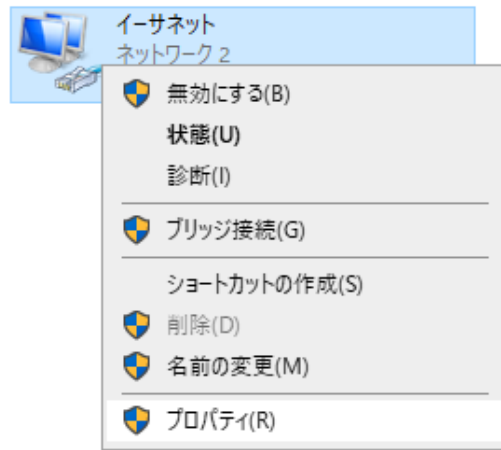 イーサネット
ネットワーク 2
無効にする(B)
状態(U)
診断(I)
ブリッジ接続(G)
ショートカットの作成(S)
削除(D)
名前の変更(M)
プロパティ(R)